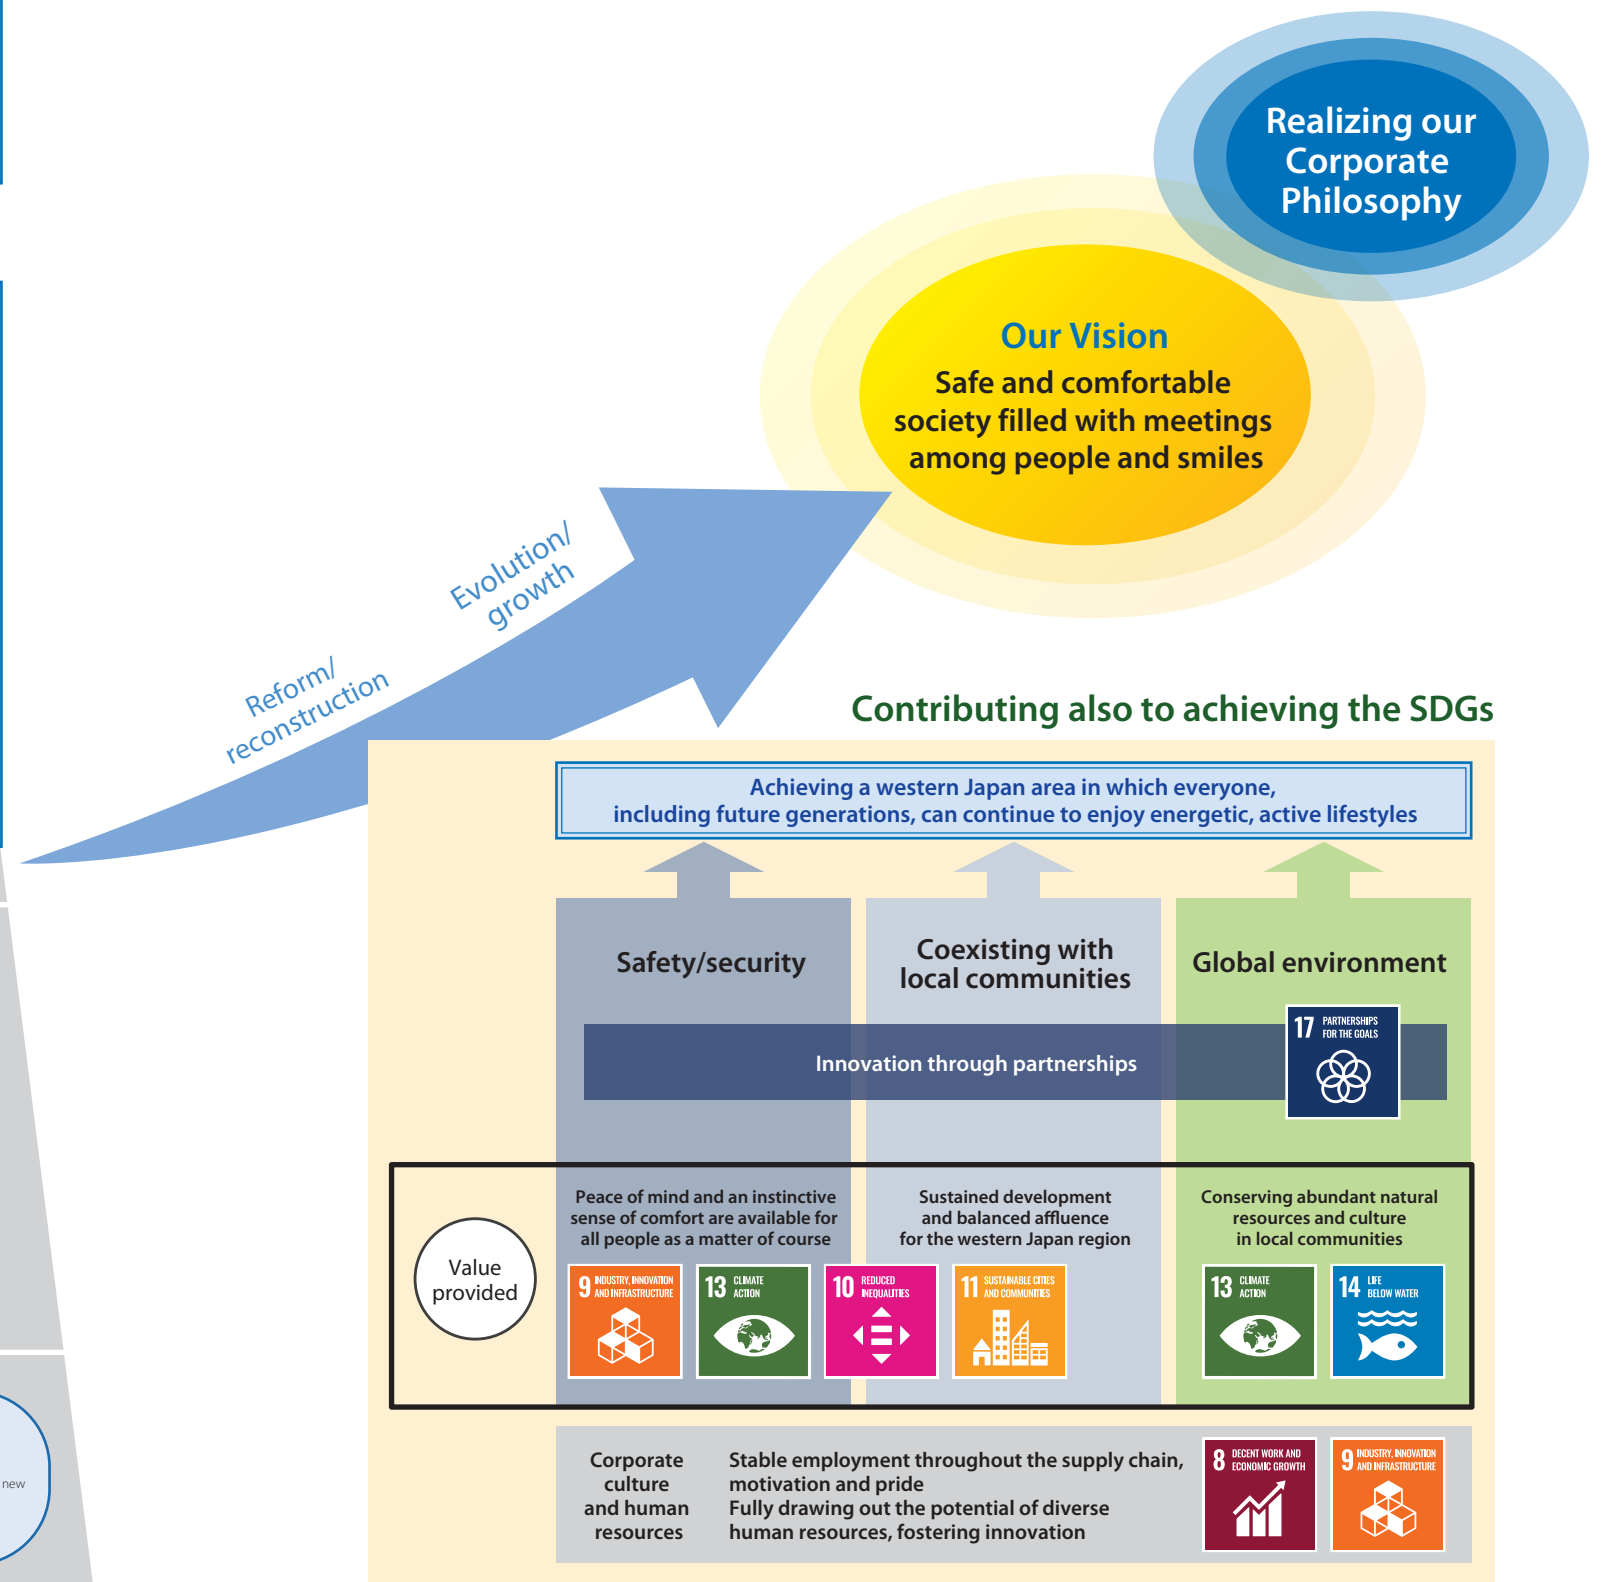 Realizing our
Corporate
Philosophy
Our Vision
Safe and comfortable
society filled with meetings
among people and smiles
Evolution/
growth
Reform/
reconstruction
Contributing also to achieving the SDGs
Achieving a western Japan area in which everyone,
including future generations, can continue to enjoy energetic, active lifestyles
Safety/security
Coexisting with
local communities
Global environment
Innovation through partnerships
17 PARTNERSHIPS
FOR THE GOALS
Value
provided
Peace of mind and an instinctive
sense of comfort are available for
all people as a matter of course
Sustained development
and balanced affluence
for the western Japan region
Conserving abundant natural
resources and culture
in local communities
9 INDUSTRY, INNOVATION
AND INFRASTRUCTURE
13 CLIMATE
ACTION
10 REDUCED
INEQUALITIES
11 SUSTAINABLE CITIES
AND COMMUNITIES
13 CLIMATE
ACTION
14 LIFE
BELOW WATER
Corporate
culture
and human
resources
Stable employment throughout the supply chain,
motivation and pride
Fully drawing out the potential of diverse
human resources, fostering innovation
8 DECENT WORK AND
ECONOMIC GROWTH
9 INDUSTRY, INNOVATION
AND INFRASTRUCTURE
new